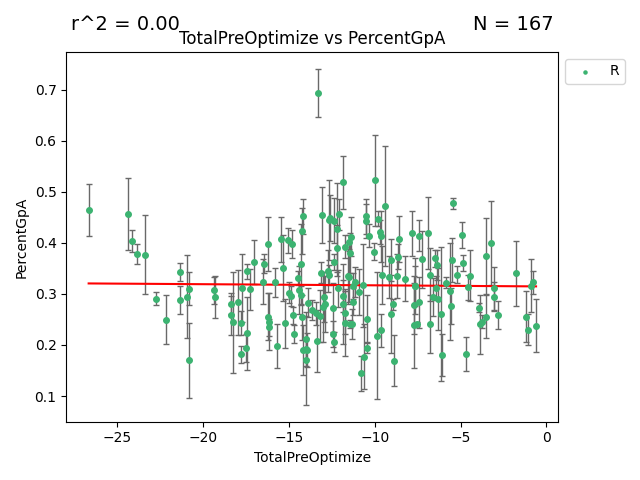 r^2 = 0.00
N = 167
TotalPreOptimize vs PercentGpA
R
0.7
0.6
0.5
0.4
0.3
0.2
0.1
PercentGpA
−25
−20
−15
−10
−5
0
TotalPreOptimize